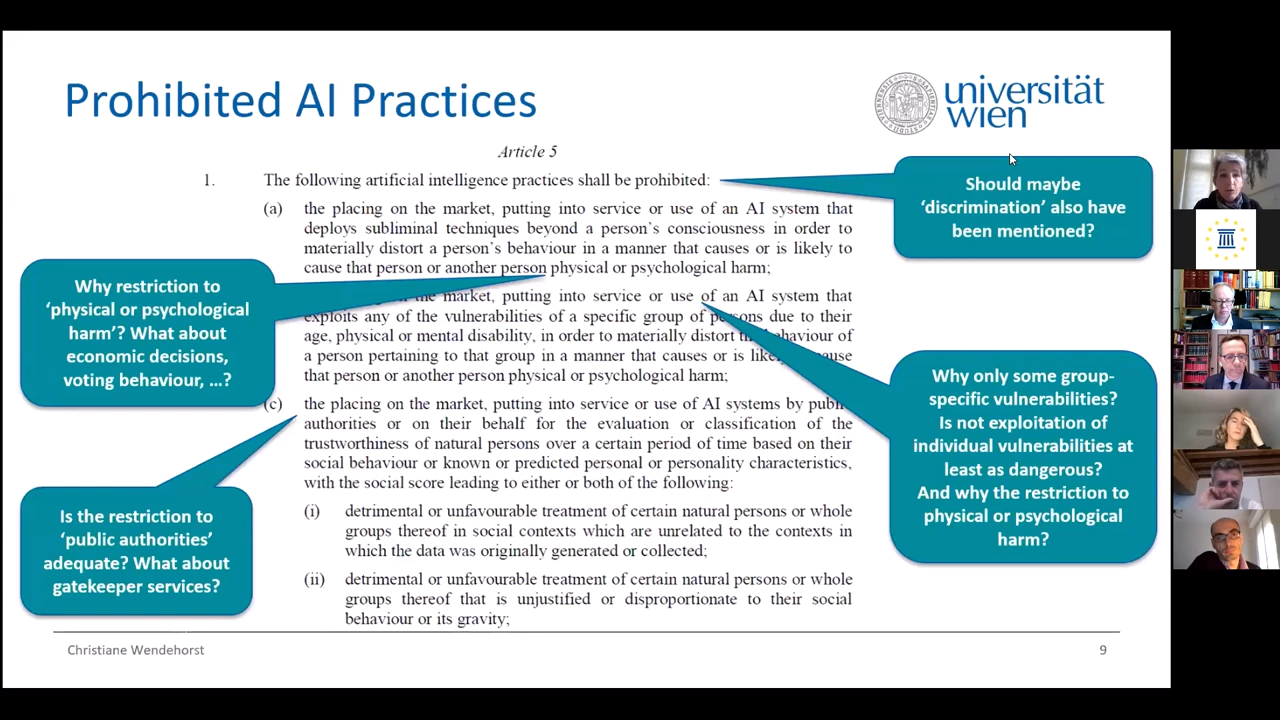 Prohibited AI Practices
universität
wien
Article 5
1. The following artificial intelligence practices shall be prohibited:
(a) the placing on the market, putting into service or use of an AI system that
deploys subliminal techniques beyond a person's consciousness in order to
materially distort a person's behaviour in a manner that causes or is likely to
cause that person or another person physical or psychological harm;
market, putting into service or use of an AI system that
exploits any of the vulnerabilities of a specific group of persons due to their
age, physical or mental disability, in order to materially distort the behaviour of
a person pertaining to that group in a manner that causes or is likely
that person or another person physical or psychological harm;
(c) the placing on the market, putting into service or use of AI systems by public
authorities or on their behalf for the evaluation or classification of the
trustworthiness of natural persons over a certain period of time based on their
social behaviour or known or predicted personal or personality characteristics,
with the social score leading to either or both of the following:
(i) detrimental or unfavourable treatment of certain natural persons or whole
groups thereof in social contexts which are unrelated to the contexts in
which the data was originally generated or collected;
(ii) detrimental or unfavourable treatment of certain natural persons or whole
groups thereof that is unjustified or disproportionate to their social
behaviour or its gravity;
Should maybe
‘discrimination’ also have
been mentioned?
Why restriction to
‘physical or psychological
harm’? What about
economic decisions,
voting behaviour, …?
Why only some group-
specific vulnerabilities?
Is not exploitation of
individual vulnerabilities at
least as dangerous?
And why the restriction to
physical or psychological
harm?
Is the restriction to
‘public authorities’
adequate? What about
gatekeeper services?
Christiane Wendehorst
9